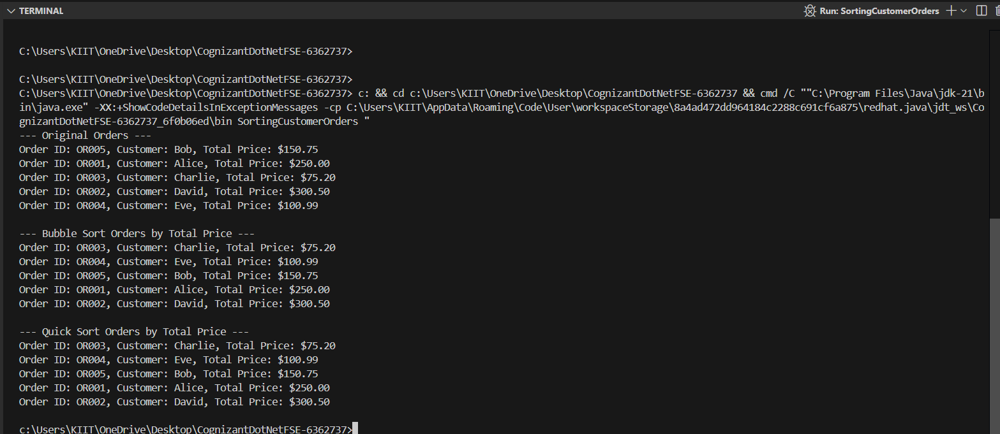 TERMINAL
Run: SortingCustomerOrders
C:\Users\KIIT\OneDrive\Desktop\CognizantDotNetFSE-6362737>
C:\Users\KIIT\OneDrive\Desktop\CognizantDotNetFSE-6362737>
C:\Users\KIIT\OneDrive\Desktop\CognizantDotNetFSE-6362737> c: && cd c:\Users\KIIT\OneDrive\Desktop\CognizantDotNetFSE-6362737 && cmd /C ""C:\Program Files\Java\jdk-21\b
in\java.exe" -XX:+ShowCodeDetailsInExceptionMessages -cp C:\Users\KIIT\AppData\Roaming\Code\User\workspaceStorage\8a4ad472dd964184c2288c691cf6a875\redhat.java\jdt_ws\Co
gnizantDotNetFSE-6362737_6f0b06ed\bin SortingCustomerOrders "
--- Original Orders ---
Order ID: OR005, Customer: Bob, Total Price: $150.75
Order ID: OR001, Customer: Alice, Total Price: $250.00
Order ID: OR003, Customer: Charlie, Total Price: $75.20
Order ID: OR002, Customer: David, Total Price: $300.50
Order ID: OR004, Customer: Eve, Total Price: $100.99
--- Bubble Sort Orders by Total Price ---
Order ID: OR003, Customer: Charlie, Total Price: $75.20
Order ID: OR004, Customer: Eve, Total Price: $100.99
Order ID: OR005, Customer: Bob, Total Price: $150.75
Order ID: OR001, Customer: Alice, Total Price: $250.00
Order ID: OR002, Customer: David, Total Price: $300.50
--- Quick Sort Orders by Total Price ---
Order ID: OR003, Customer: Charlie, Total Price: $75.20
Order ID: OR004, Customer: Eve, Total Price: $100.99
Order ID: OR005, Customer: Bob, Total Price: $150.75
Order ID: OR001, Customer: Alice, Total Price: $250.00
Order ID: OR002, Customer: David, Total Price: $300.50
c:\Users\KIIT\OneDrive\Desktop\CognizantDotNetFSE-6362737>